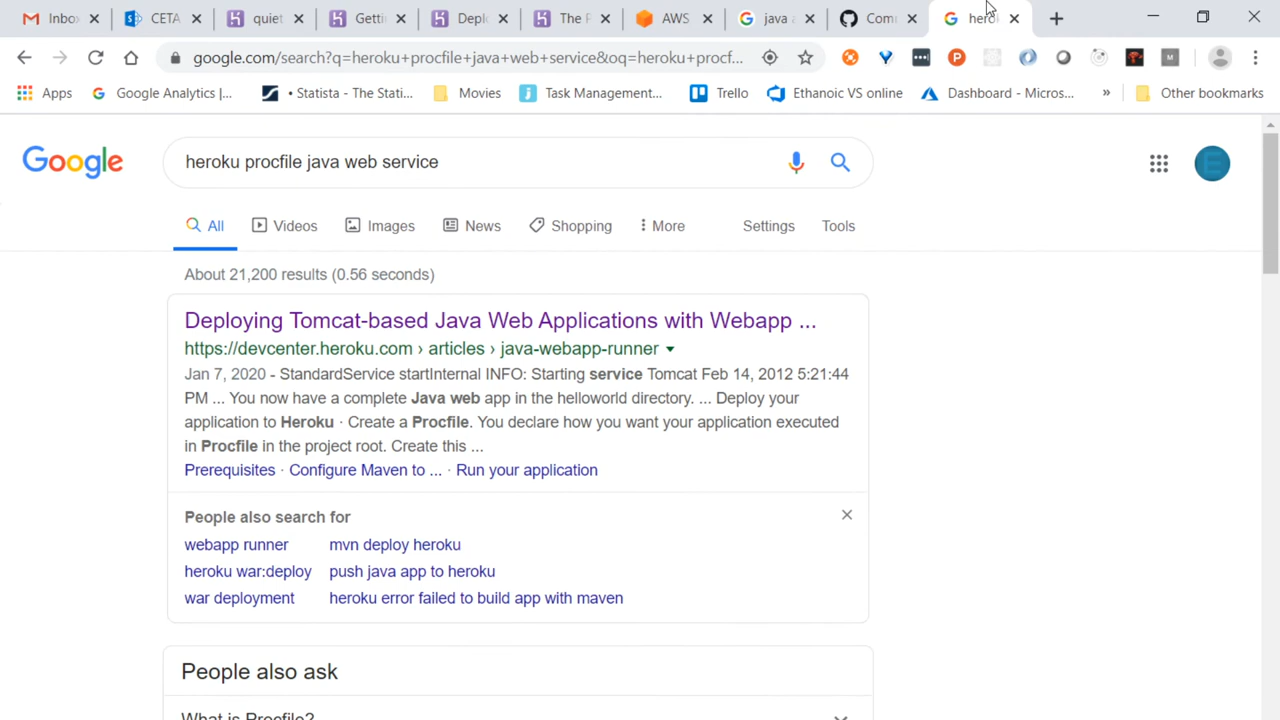 Inbo CETA quiet Getti Depl The P AWS java a Com hero
google.com/search?q=heroku+procfile+java+web+service&oq=heroku+procf...
Apps Google Analytics |... • Statista - The Stati... Movies Task Management... Trello Ethanoic VS online Dashboard - Micros... » Other bookmarks
Google heroku procfile java web service E
All Videos Images News Shopping More Settings Tools
About 21,200 results (0.56 seconds)
Deploying Tomcat-based Java Web Applications with Webapp ...
https://devcenter.heroku.com › articles › java-webapp-runner
Jan 7, 2020 - StandardService startInternal INFO: Starting service Tomcat Feb 14, 2012 5:21:44
PM ... You now have a complete Java web app in the helloworld directory. ... Deploy your
application to Heroku · Create a Procfile. You declare how you want your application executed
in Procfile in the project root. Create this ...
Prerequisites · Configure Maven to ... · Run your application
People also search for
webapp runner mvn deploy heroku
heroku war:deploy push java app to heroku
war deployment heroku error failed to build app with maven
People also ask
What is Procfile?